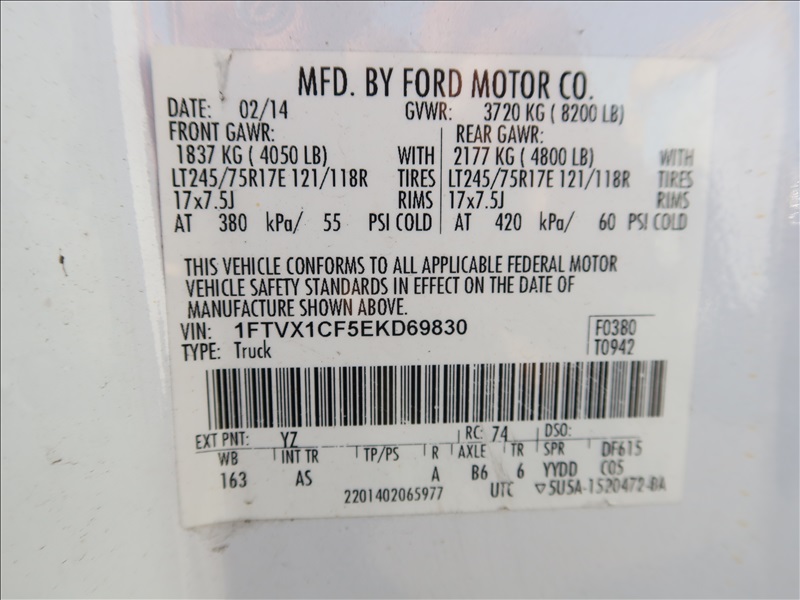 MFD. BY FORD MOTOR CO.
DATE: 02/14 GVWR: 3720 KG ( 8200 LB)
FRONT GAWR: REAR GAWR:
1837 KG ( 4050 LB) WITH 2177 KG ( 4800 LB) WITH
LT245/75R17E 121/118R TIRES LT245/75R17E 121/118R TIRES
17x7.5J RIMS 17x7.5J RIMS
AT 380 kPa/ 55 PSI COLD AT 420 kPa/ 60 PSI COLD
THIS VEHICLE CONFORMS TO ALL APPLICABLE FEDERAL MOTOR
VEHICLE SAFETY STANDARDS IN EFFECT ON THE DATE OF
MANUFACTURE SHOWN ABOVE.
VIN: 1FTVX1CF5EKD69830 F0380
TYPE: Truck T0942
EXT PNT: YZ RC: 74 DSO:
WB INT TR TP/PS R AXLE TR SPR DF615
163 AS A B6 6 YYDD C05
2201402065977 UTC ▽5U5A-1520472-BA